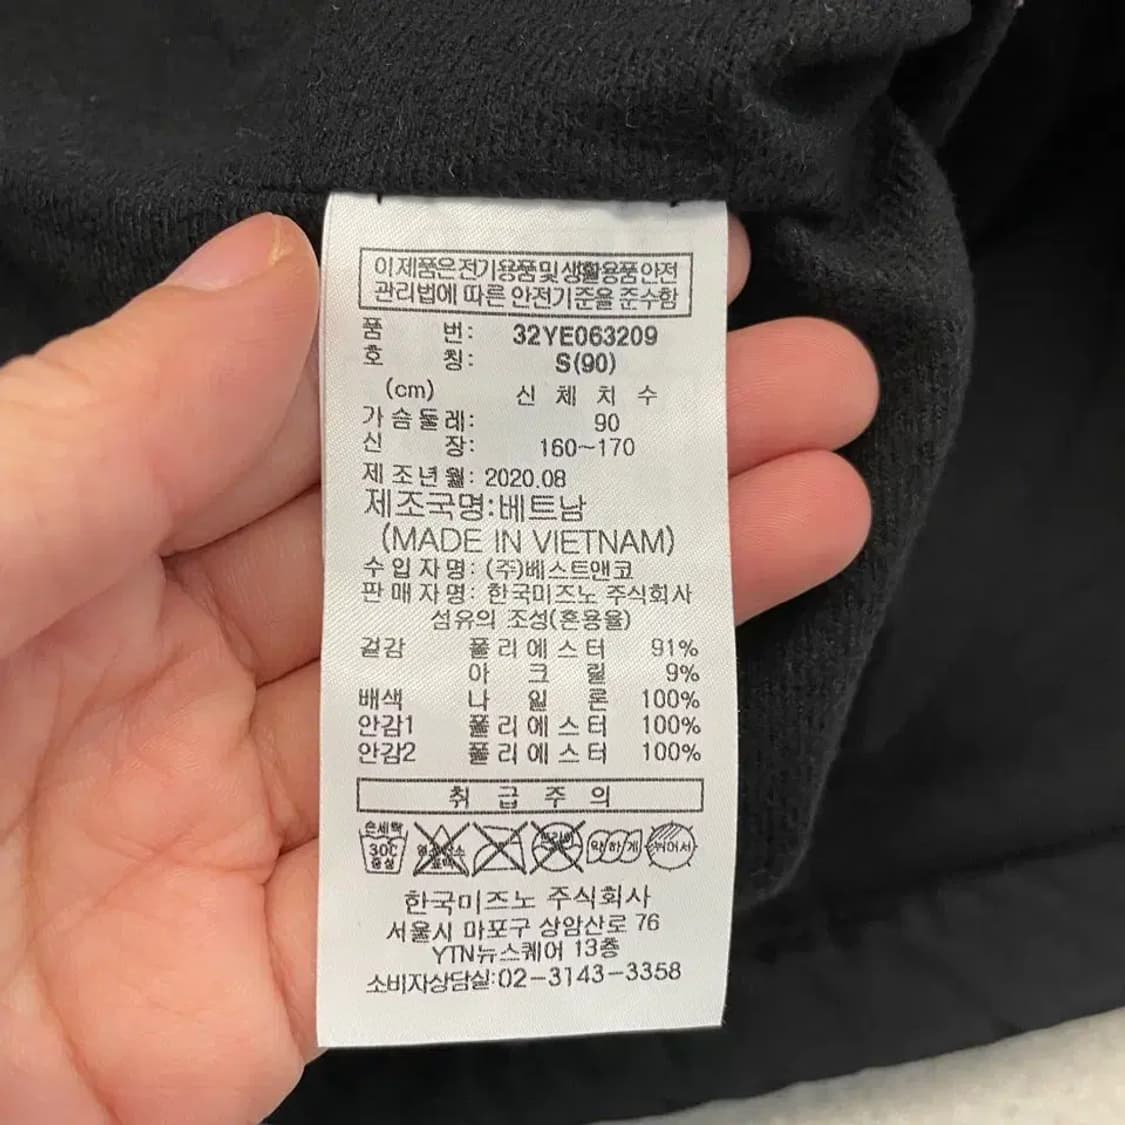 이 제품은 전기용품 및 생활용품 안전
관리법에 따른 안전기준을 준수함
품 번: 32YE063209
호 칭: S(90)
(cm) 신 체 치 수
가슴둘레: 90
신 장: 160~170
제조년월: 2020.08
제조국명:베트남
(MADE IN VIETNAM)
수입자명: (주)베스트앤코
판매자명: 한국미즈노 주식회사
섬유의 조성(혼용율)
겉감 폴리에스터 91%
아 크 릴 9%
배색 나 일 론 100%
안감1 폴리에스터 100%
안감2 폴리에스터 100%
취 급 주 의
손세탁 30C 중성 약하게 뉘어서
한국미즈노 주식회사
서울시 마포구 상암산로 76
YTN뉴스퀘어 13층
소비자상담실:02-3143-3358